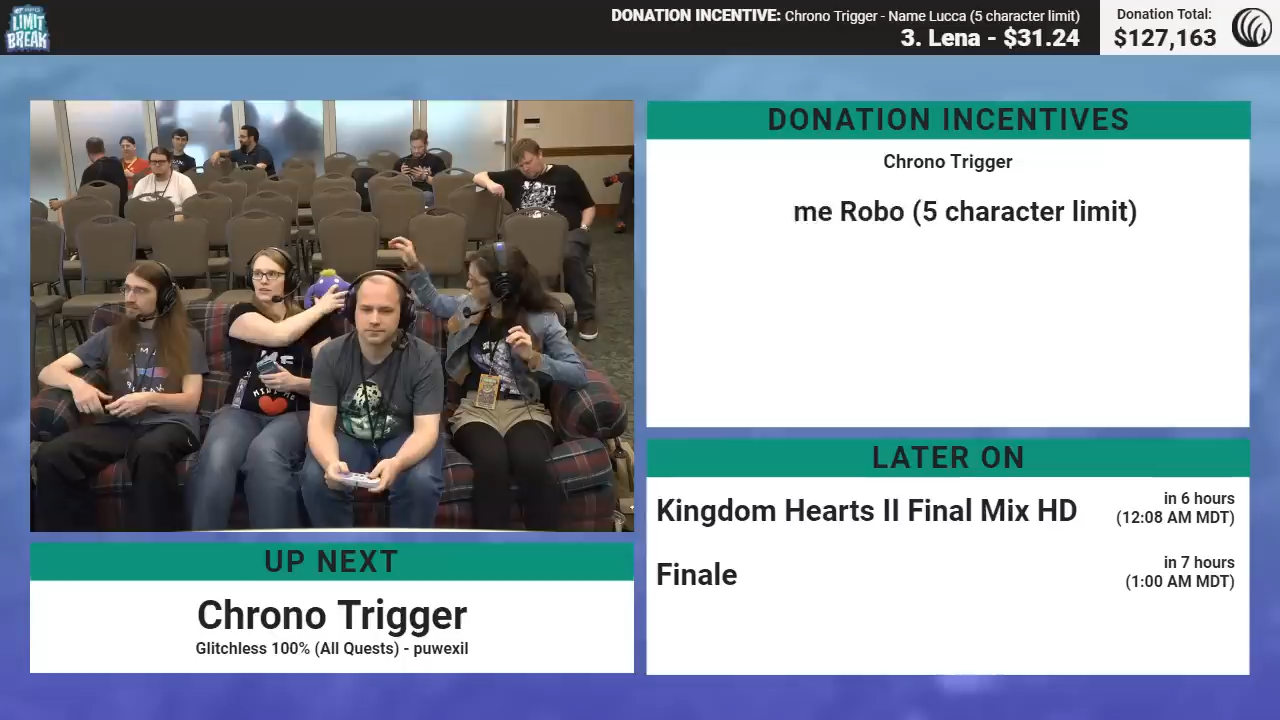 RPG
LIMIT
BREAK
DONATION INCENTIVE: Chrono Trigger - Name Lucca (5 character limit)
3. Lena - $31.24
Donation Total:
$127,163
DONATION INCENTIVES
Chrono Trigger
me Robo (5 character limit)
LATER ON
Kingdom Hearts II Final Mix HD
in 6 hours
(12:08 AM MDT)
Finale
in 7 hours
(1:00 AM MDT)
UP NEXT
Chrono Trigger
Glitchless 100% (All Quests) - puwexil